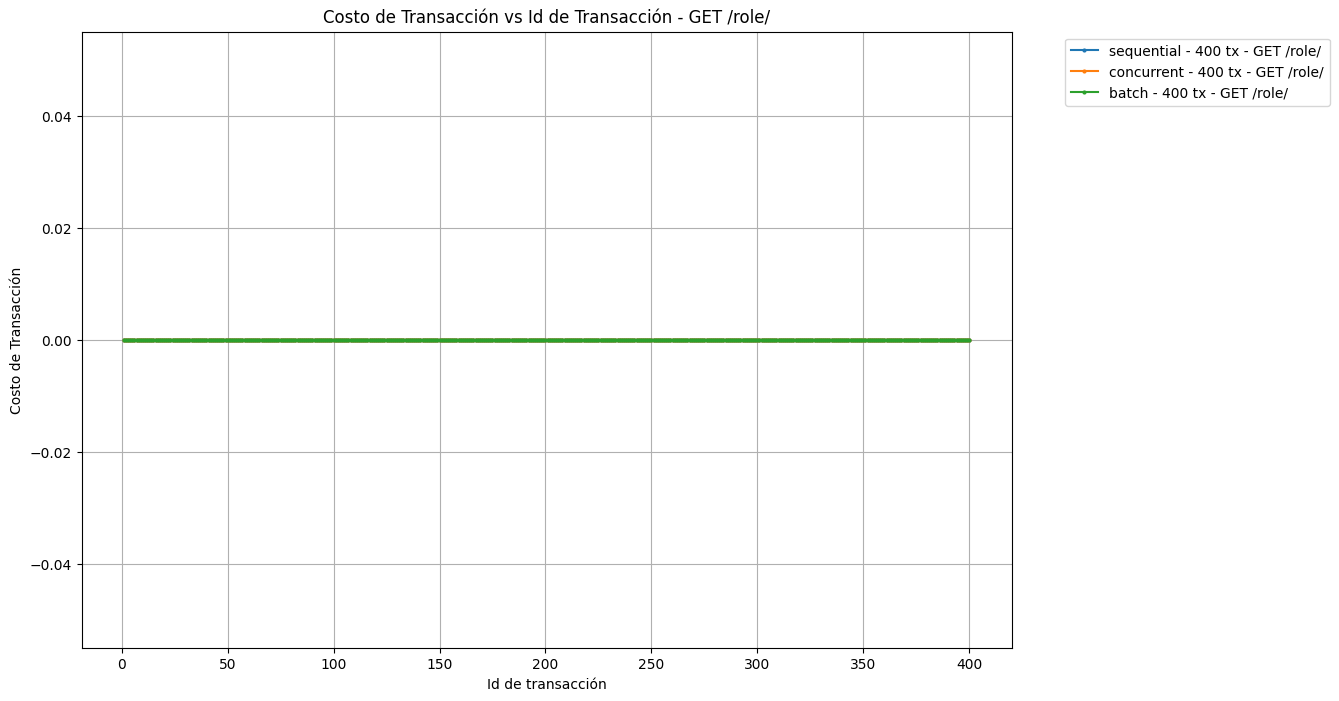 Costo de Transacción vs Id de Transacción - GET /role/
sequential - 400 tx - GET /role/
concurrent - 400 tx - GET /role/
batch - 400 tx - GET /role/
Costo de Transacción
0.04
0.02
0.00
−0.02
−0.04
0
50
100
150
200
250
300
350
400
Id de transacción